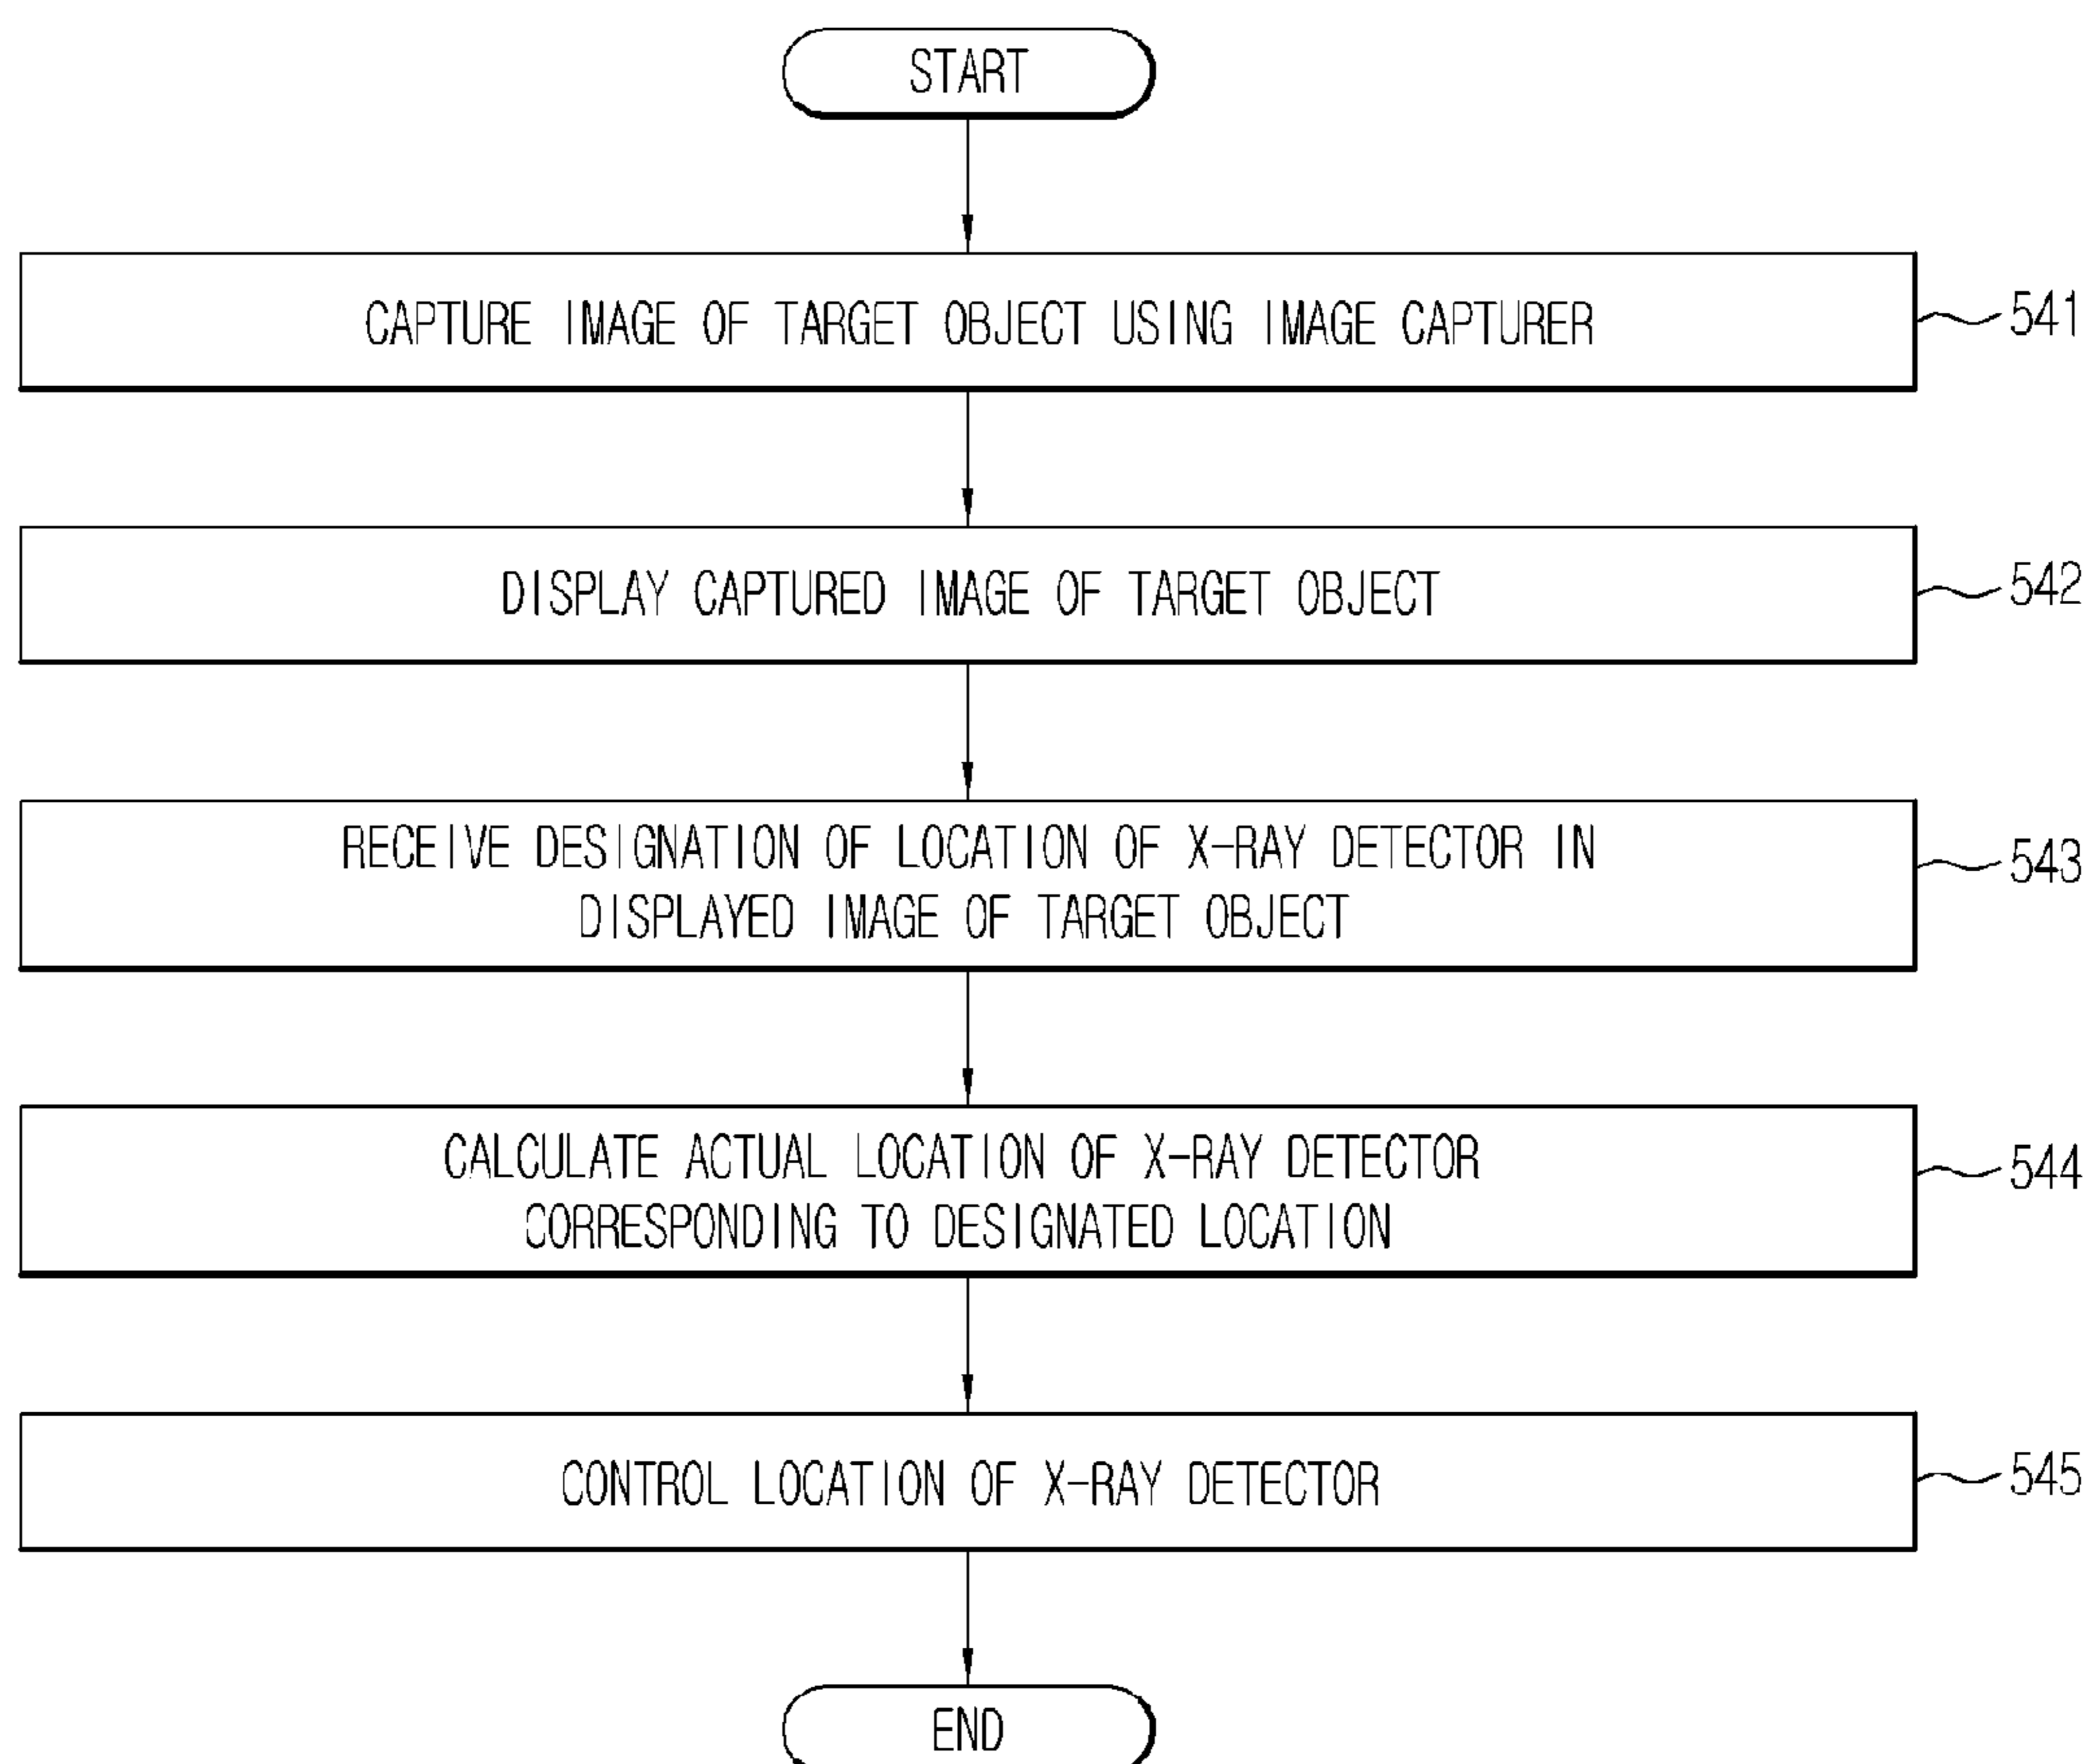 START
CAPTURE IMAGE OF TARGET OBJECT USING IMAGE CAPTURER
541
DISPLAY CAPTURED IMAGE OF TARGET OBJECT
542
RECEIVE DESIGNATION OF LOCATION OF X-RAY DETECTOR IN
DISPLAYED IMAGE OF TARGET OBJECT
543
CALCULATE ACTUAL LOCATION OF X-RAY DETECTOR
CORRESPONDING TO DESIGNATED LOCATION
544
CONTROL LOCATION OF X-RAY DETECTOR
545
END